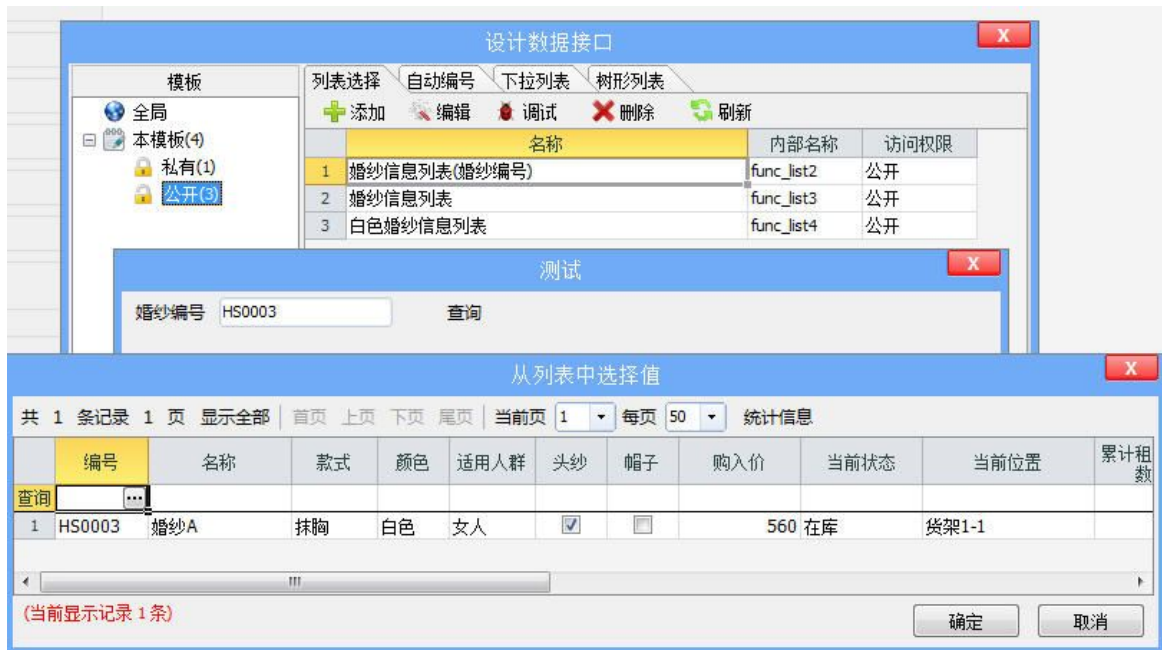 设计数据接口 X
模板
全局
本模板(4)
私有(1)
公开(3)
列表选择 自动编号 下拉列表 树形列表
添加 编辑 调试 删除 刷新
名称 内部名称 访问权限
1 婚纱信息列表(婚纱编号) func_list2 公开
2 婚纱信息列表 func_list3 公开
3 白色婚纱信息列表 func_list4 公开
测试 X
婚纱编号 HS0003 查询
从列表中选择值 X
共 1 条记录 1 页 显示全部 首页 上页 下页 尾页 当前页 1 每页 50 统计信息
编号 名称 款式 颜色 适用人群 头纱 帽子 购入价 当前状态 当前位置 累计租
数
查询 ...
1 HS0003 婚纱A 抹胸 白色 女人 560 在库 货架1-1
(当前显示记录 1 条)
确定 取消